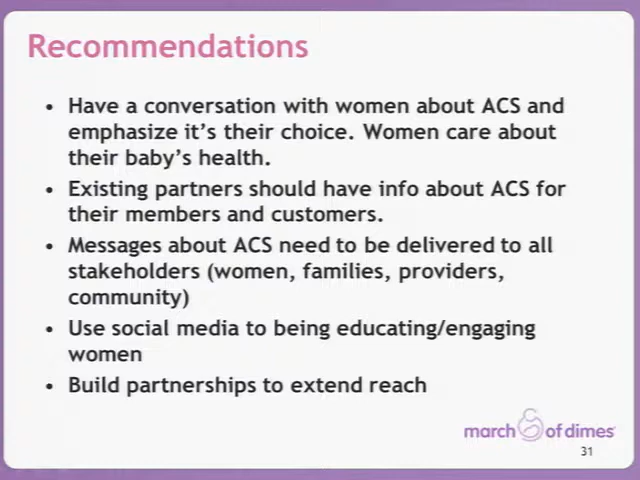 Recommendations
• Have a conversation with women about ACS and
emphasize it's their choice. Women care about
their baby's health.
• Existing partners should have info about ACS for
their members and customers.
• Messages about ACS need to be delivered to all
stakeholders (women, families, providers,
community)
• Use social media to being educating/engaging
women
• Build partnerships to extend reach
march of dimes
31